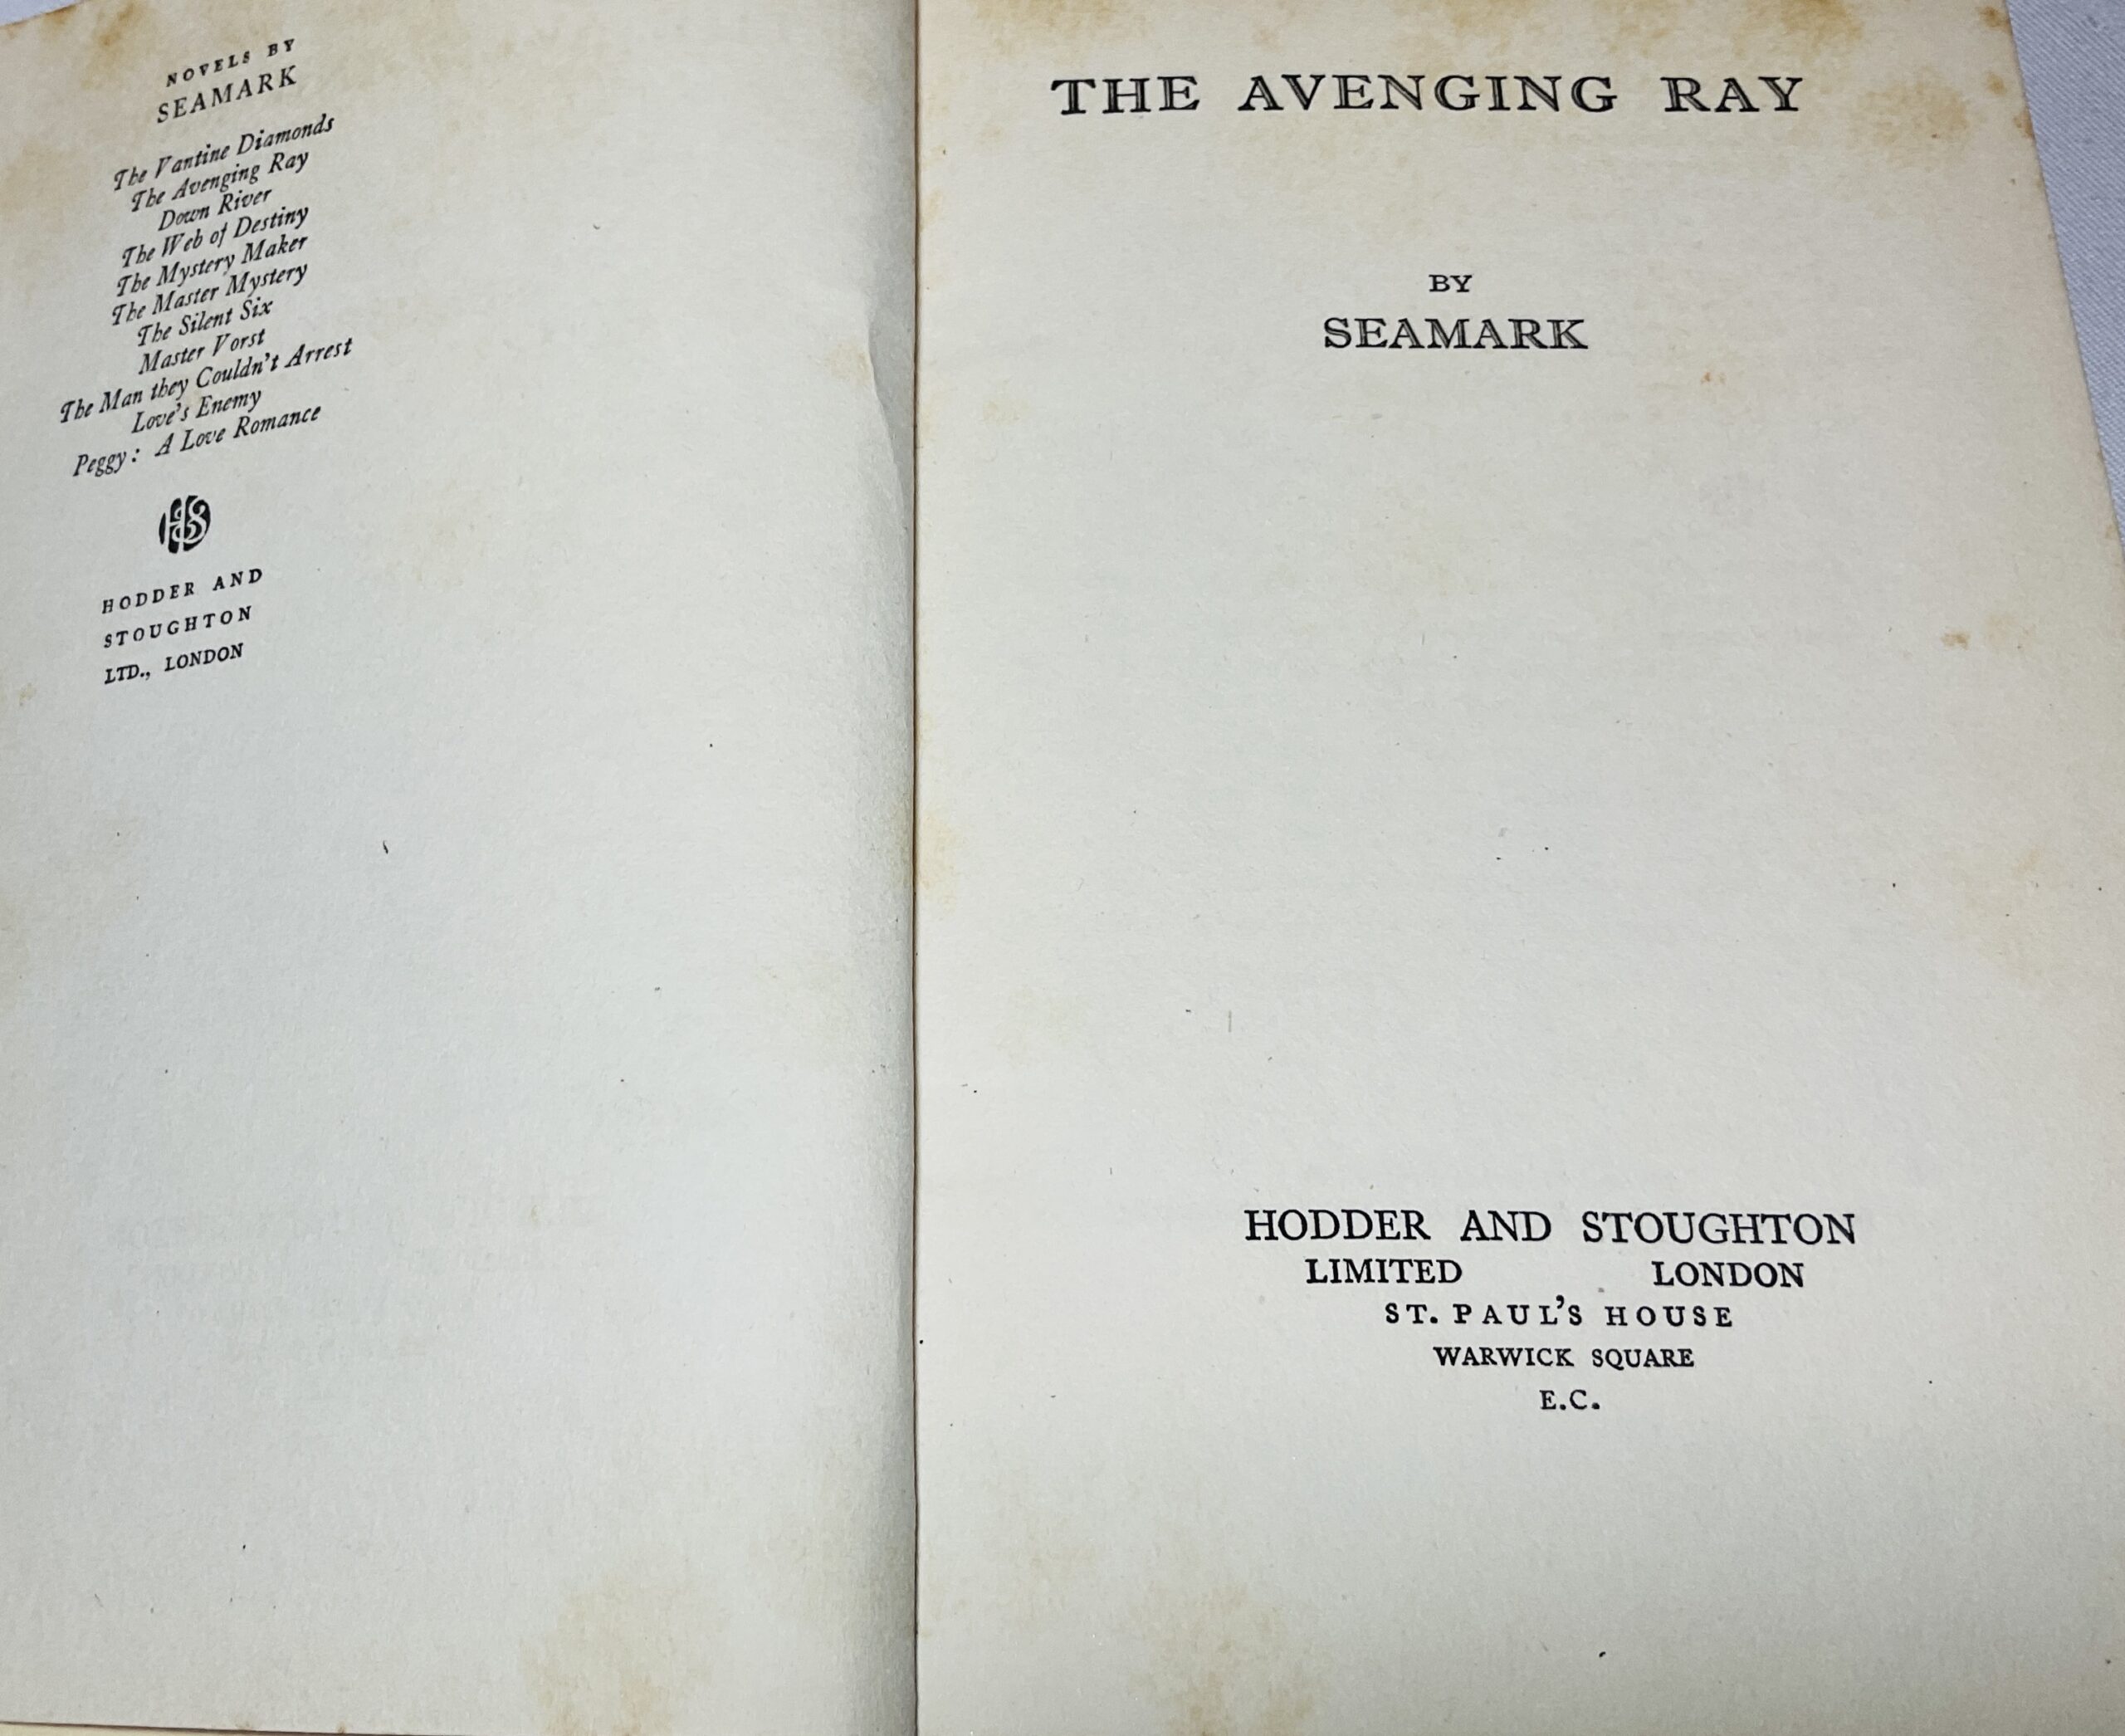 NOVELS BY
SEAMARK
The Vantine Diamonds
The Avenging Ray
Down River
The Web of Destiny
The Mystery Maker
The Master Mystery
The Silent Six
Master Vorst
The Man they Couldn't Arrest
Love's Enemy
Peggy: A Love Romance
HS
HODDER AND
STOUGHTON
LTD., LONDON
THE AVENGING RAY
BY
SEAMARK
HODDER AND STOUGHTON
LIMITED LONDON
ST. PAUL'S HOUSE
WARWICK SQUARE
E.C.